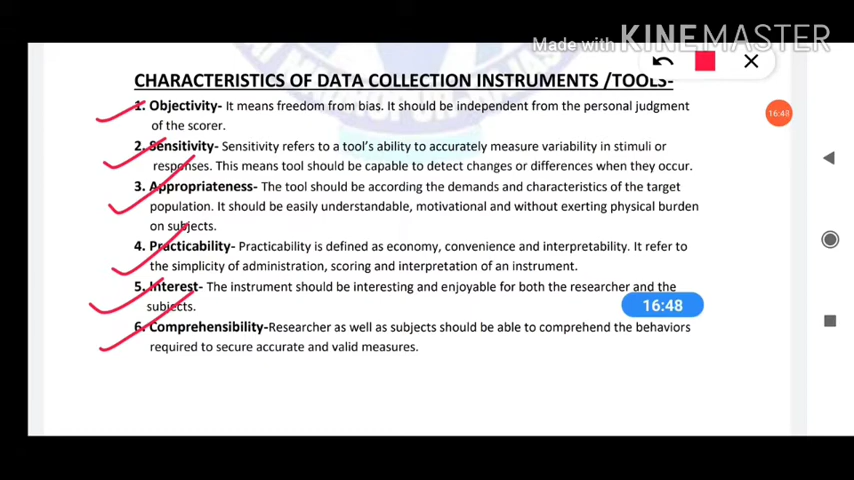 Made with KINEMASTER
CHARACTERISTICS OF DATA COLLECTION INSTRUMENTS /TOOLS-
1. Objectivity- It means freedom from bias. It should be independent from the personal judgment
16:48
of the scorer.
2. Sensitivity- Sensitivity refers to a tool's ability to accurately measure variability in stimuli or
responses. This means tool should be capable to detect changes or differences when they occur.
3. Appropriateness- The tool should be according the demands and characteristics of the target
population. It should be easily understandable, motivational and without exerting physical burden
on subjects.
4. Practicability- Practicability is defined as economy, convenience and interpretability. It refer to
the simplicity of administration, scoring and interpretation of an instrument.
5. Interest- The instrument should be interesting and enjoyable for both the researcher and the
subjects.
16:48
6. Comprehensibility-Researcher as well as subjects should be able to comprehend the behaviors
required to secure accurate and valid measures.